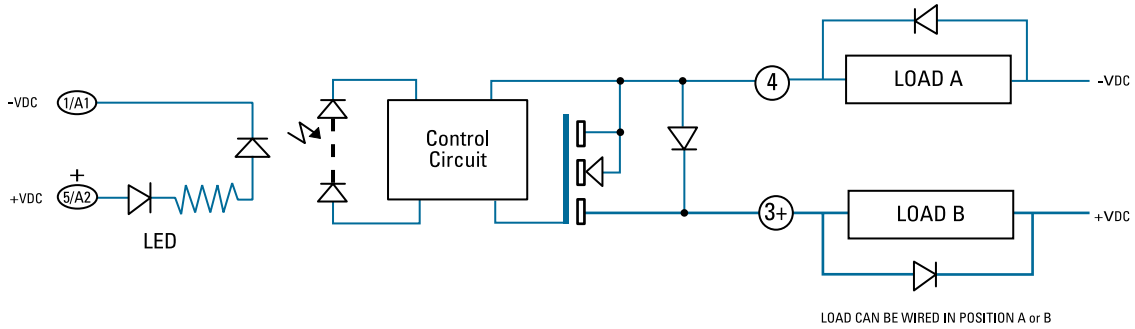 -VDC
1/A1
+
+VDC
5/A2
LED
Control
Circuit
4
LOAD A
-VDC
3+
LOAD B
+VDC
LOAD CAN BE WIRED IN POSITION A or B